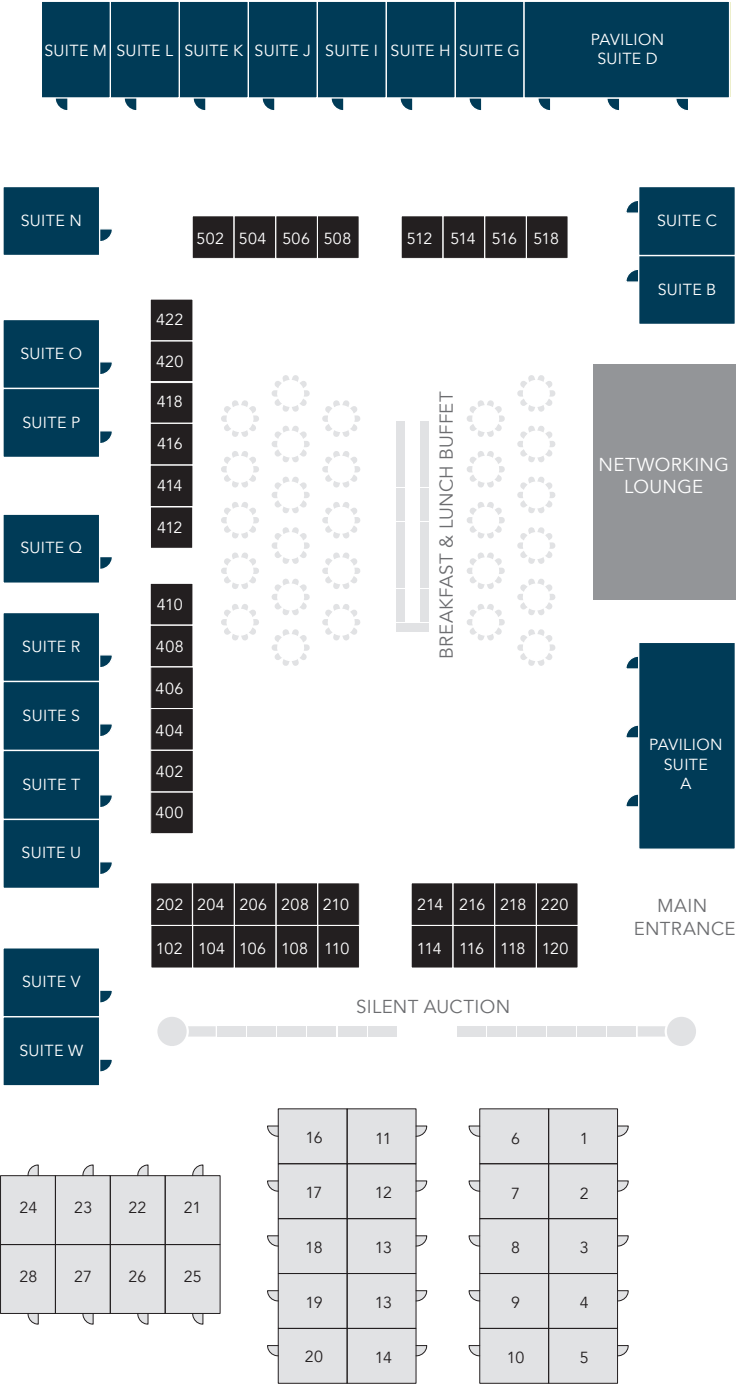 SUITE M
SUITE L
SUITE K
SUITE J
SUITE I
SUITE H
SUITE G
PAVILION
SUITE D
SUITE N
502
504
506
508
512
514
516
518
SUITE C
SUITE B
SUITE O
SUITE P
422
420
418
416
414
412
BREAKFAST & LUNCH BUFFET
NETWORKING
LOUNGE
SUITE Q
SUITE R
SUITE S
SUITE T
SUITE U
410
408
406
404
402
400
PAVILION
SUITE
A
202
204
206
208
210
214
216
218
220
102
104
106
108
110
114
116
118
120
MAIN
ENTRANCE
SUITE V
SUITE W
SILENT AUCTION
24
23
22
21
28
27
26
25
16
11
17
12
18
13
19
13
20
14
6
1
7
2
8
3
9
4
10
5